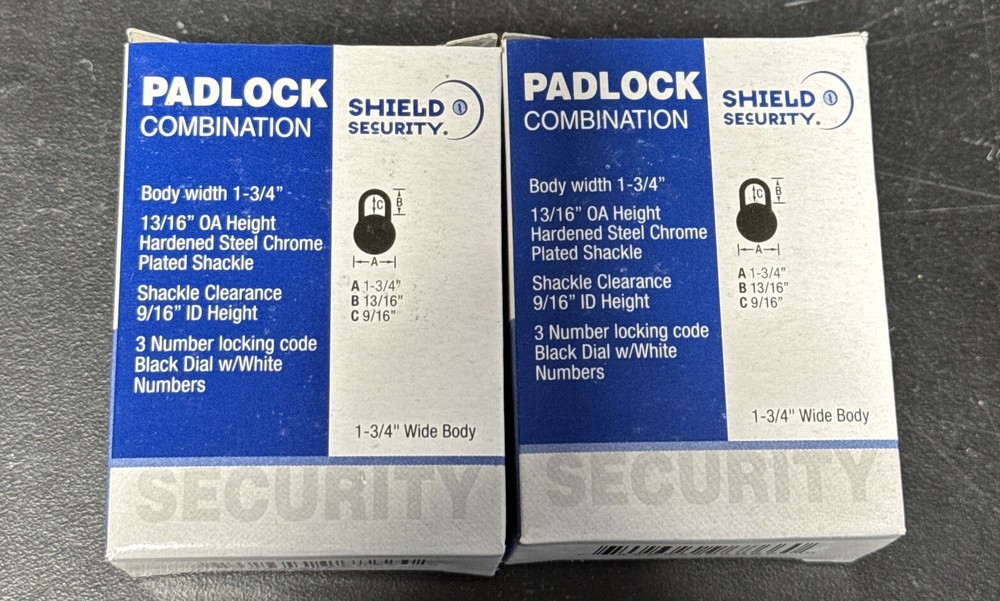 PADLOCK
COMBINATION
SHIELD
SECURITY.
Body width 1-3/4”
13/16” OA Height
Hardened Steel Chrome
Plated Shackle
Shackle Clearance
9/16” ID Height
3 Number locking code
Black Dial w/White
Numbers
C
B
A
A 1-3/4”
B 13/16”
C 9/16”
1-3/4" Wide Body
SECURITY
PADLOCK
COMBINATION
SHIELD
SECURITY.
Body width 1-3/4”
13/16” OA Height
Hardened Steel Chrome
Plated Shackle
Shackle Clearance
9/16” ID Height
3 Number locking code
Black Dial w/White
Numbers
C
B
A
A 1-3/4”
B 13/16”
C 9/16”
1-3/4" Wide Body
SECURITY